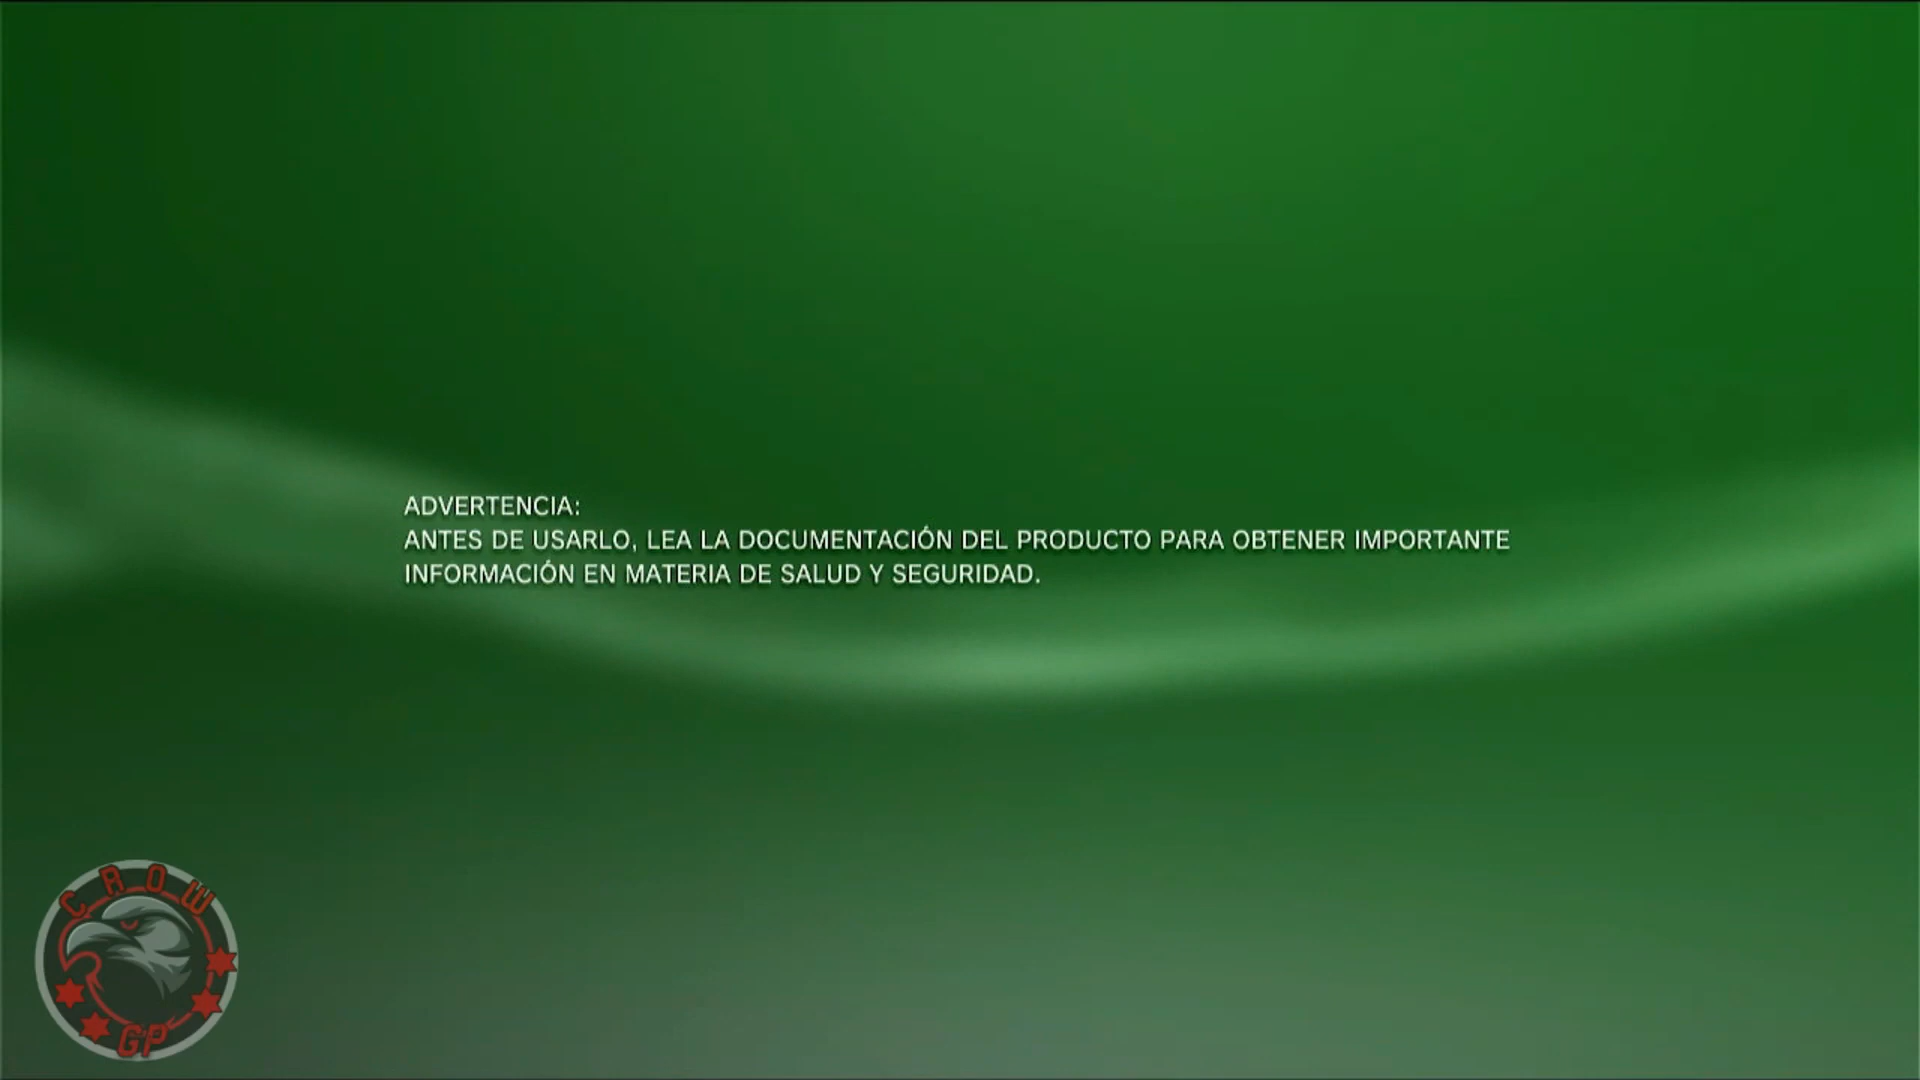 ADVERTENCIA:
ANTES DE USARLO, LEA LA DOCUMENTACIÓN DEL PRODUCTO PARA OBTENER IMPORTANTE
INFORMACIÓN EN MATERIA DE SALUD Y SEGURIDAD.
CROW
GP